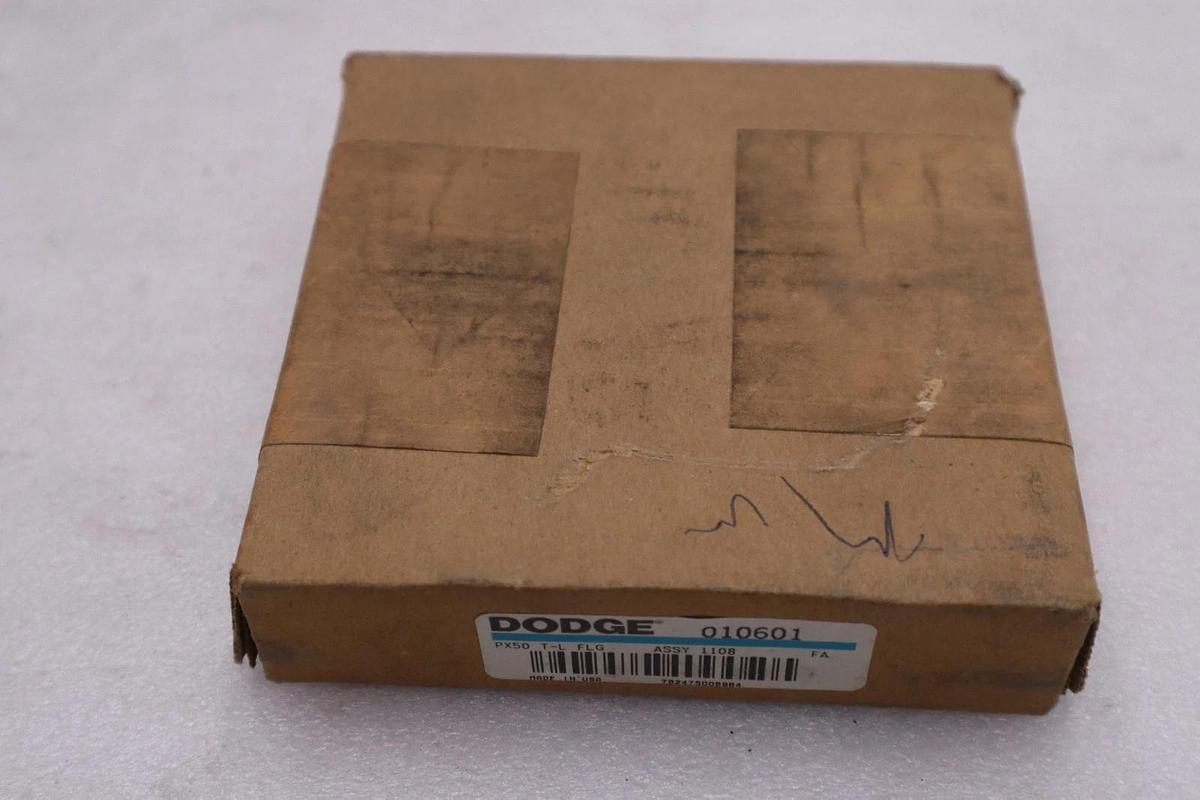 DODGE 010601
PX50 T-L FLG ASSY 1108 FA
MADE IN USA